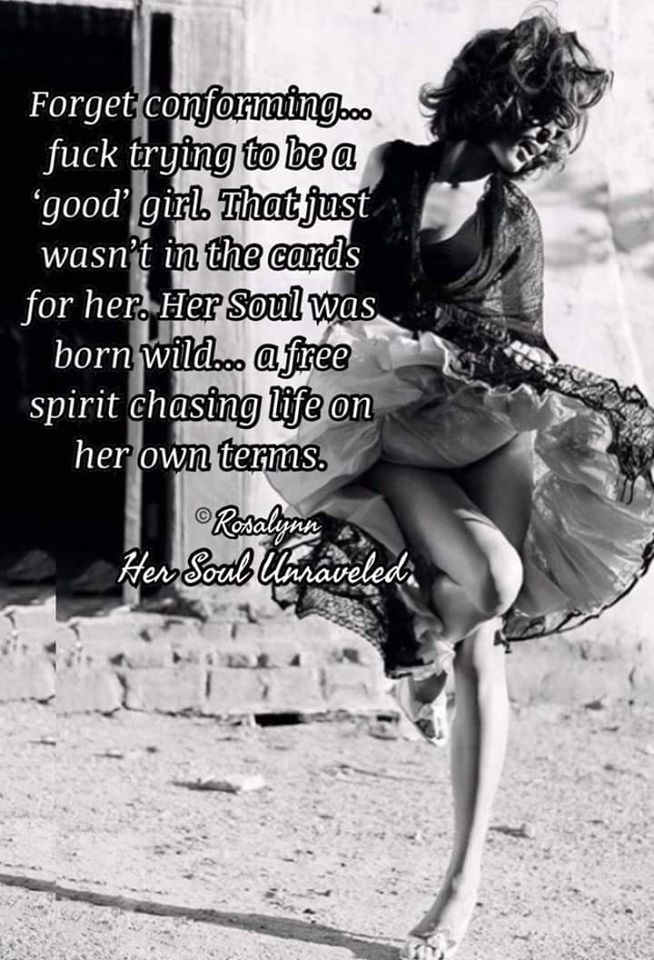 Forget conforming...
fuck trying to be a
‘good’ girl. That just
wasn’t in the cards
for her. Her Soul was
born wild... a free
spirit chasing life on
her own terms.
© Rosalynn
Her Soul Unraveled